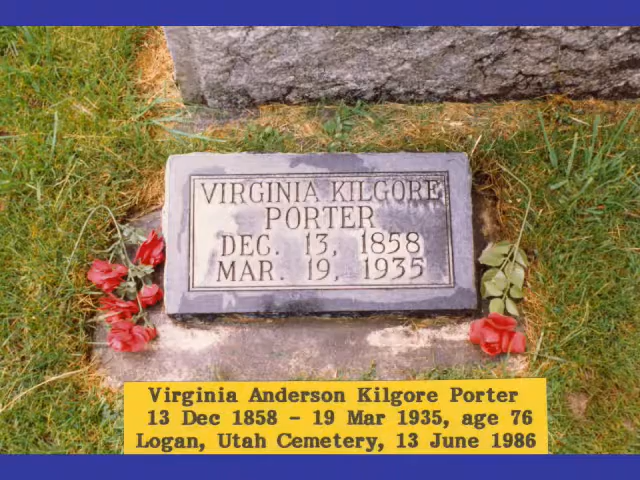 VIRGINIA KILGORE
PORTER
DEC. 13, 1858
MAR. 19, 1935
Virginia Anderson Kilgore Porter
13 Dec 1858 - 19 Mar 1935, age 76
Logan, Utah Cemetery, 13 June 1986